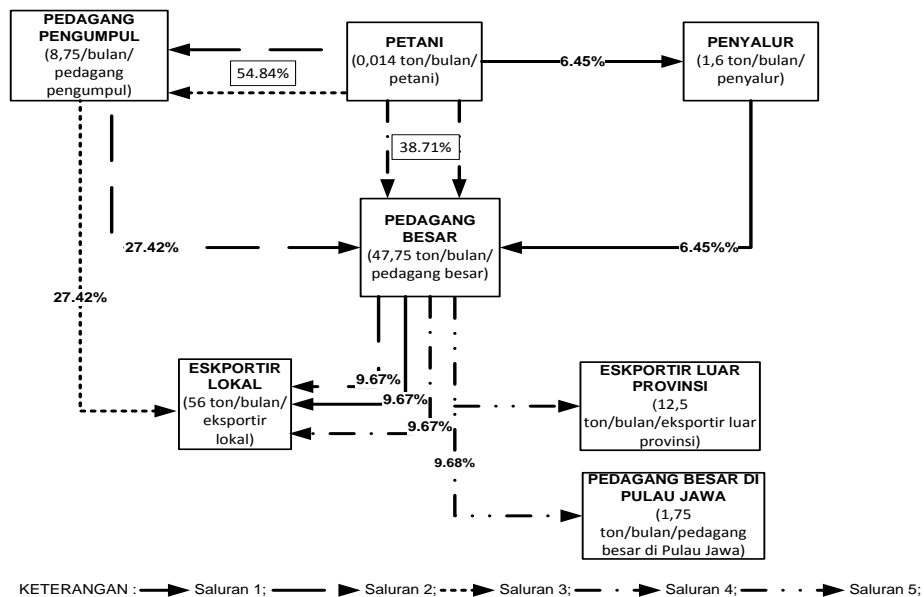 PEDAGANG
PENGUMPUL
(8,75/bulan/
pedagang
pengumpul)
54.84%
PETANI
(0,014 ton/bulan/
petani)
6.45%
PENYALUR
(1,6 ton/bulan/
penyalur)
38.71%
PEDAGANG
BESAR
(47,75 ton/bulan/
pedagang besar)
27.42%
6.45%%
27.42%
ESKPORTIR
LOKAL
(56 ton/bulan/
eksportir
lokal)
9.67%
9.67%
9.67%
9.68%
ESKPORTIR LUAR
PROVINSI
(12,5
ton/bulan/eksportir luar
provinsi)
PEDAGANG BESAR DI
PULAU JAWA
(1,75
ton/bulan/pedagang
besar di Pulau Jawa)
KETERANGAN : Saluran 1; Saluran 2; Saluran 3; Saluran 4; Saluran 5;